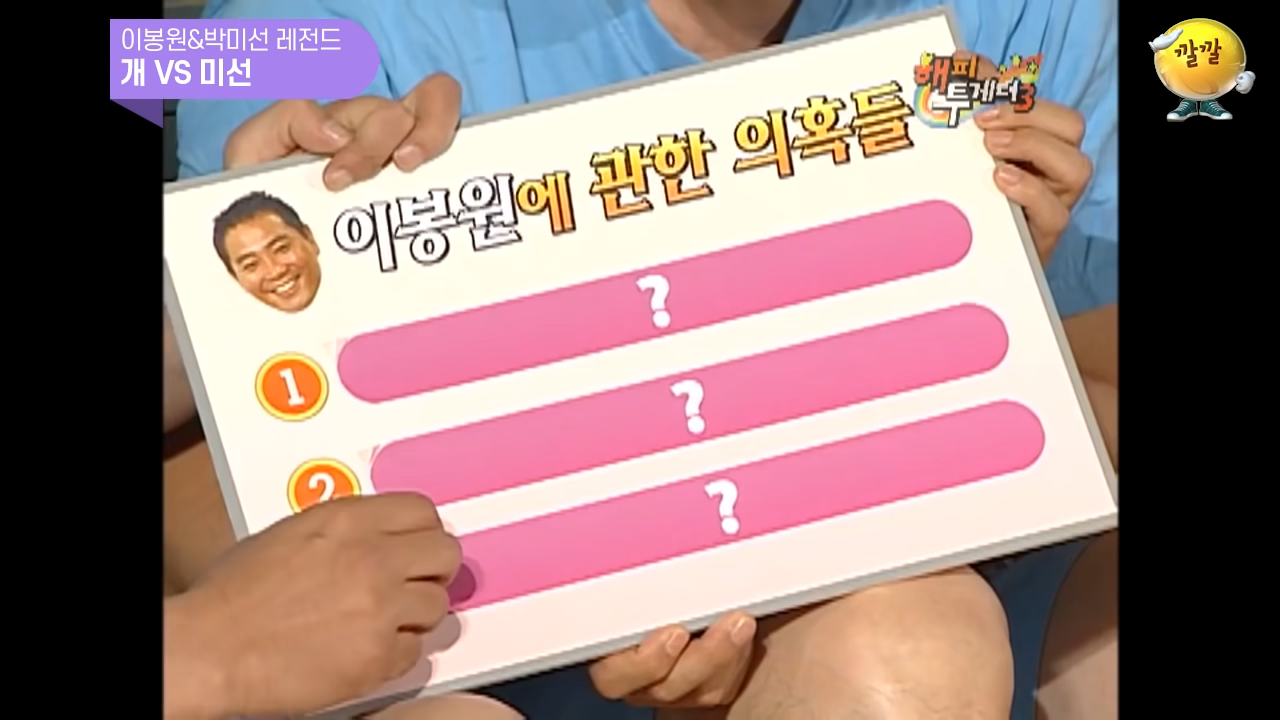 이봉원&박미선 레전드
개 VS 미선
깔깔
해피투게더3
이봉원에 관한 의혹들
1 ?
2 ?
?